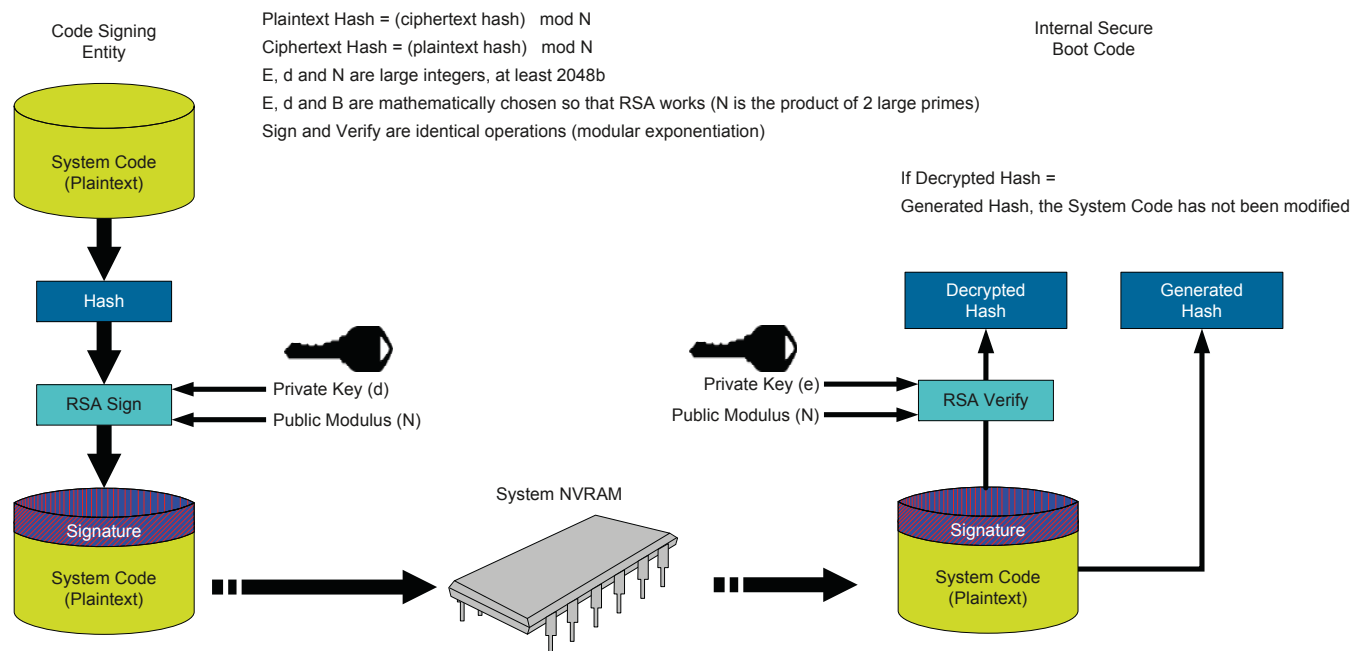 Code Signing
Entity
Plaintext Hash = (ciphertext hash) mod N
Ciphertext Hash = (plaintext hash) mod N
E, d and N are large integers, at least 2048b
E, d and B are mathematically chosen so that RSA works (N is the product of 2 large primes)
Sign and Verify are identical operations (modular exponentiation)
Internal Secure
Boot Code
System Code
(Plaintext)
Hash
RSA Sign
Private Key (d)
Public Modulus (N)
Signature
System Code
(Plaintext)
System NVRAM
If Decrypted Hash =
Generated Hash, the System Code has not been modified
Decrypted
Hash
Generated
Hash
Private Key (e)
Public Modulus (N)
RSA Verify
Signature
System Code
(Plaintext)